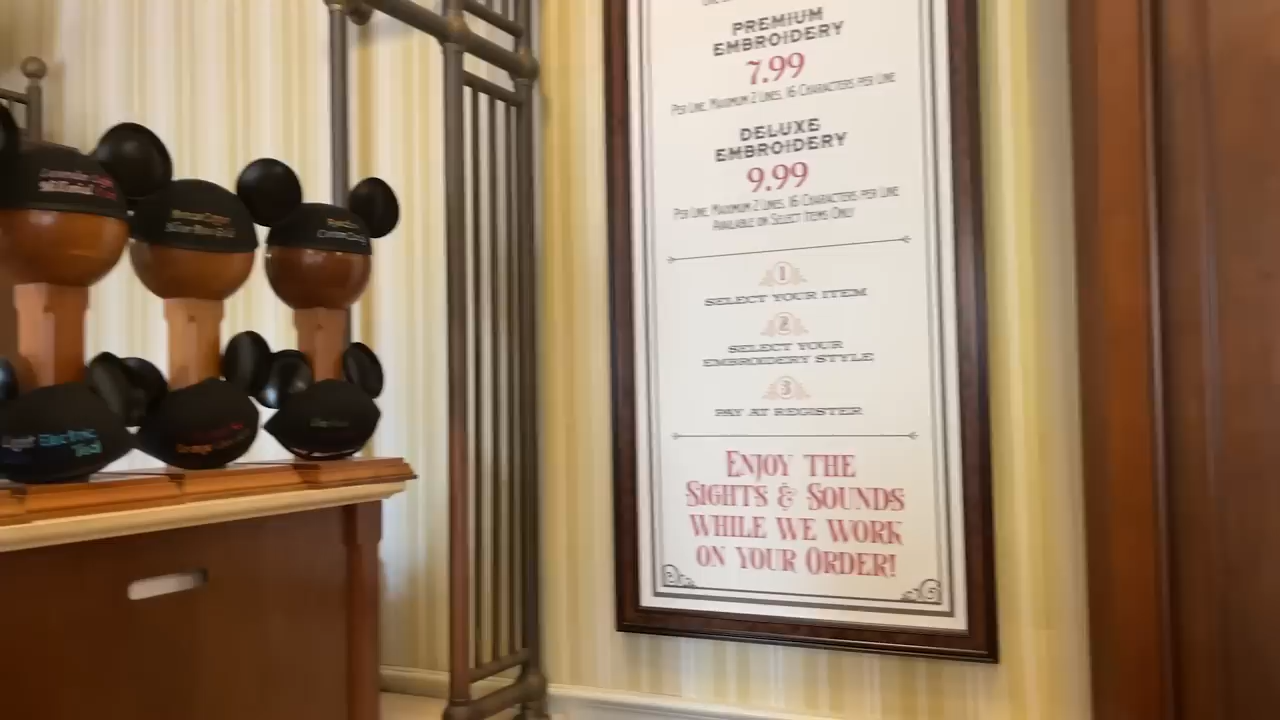 PREMIUM
EMBROIDERY
7.99
PER LINE, MAXIMUM 2 LINES, 16 CHARACTERS PER LINE
DELUXE
EMBROIDERY
9.99
PER LINE, MAXIMUM 2 LINES, 16 CHARACTERS PER LINE
AVAILABLE ON SELECT ITEMS ONLY
1
SELECT YOUR ITEM
2
SELECT YOUR
EMBROIDERY STYLE
3
PAY AT REGISTER
ENJOY THE
SIGHTS & SOUNDS
WHILE WE WORK
ON YOUR ORDER!